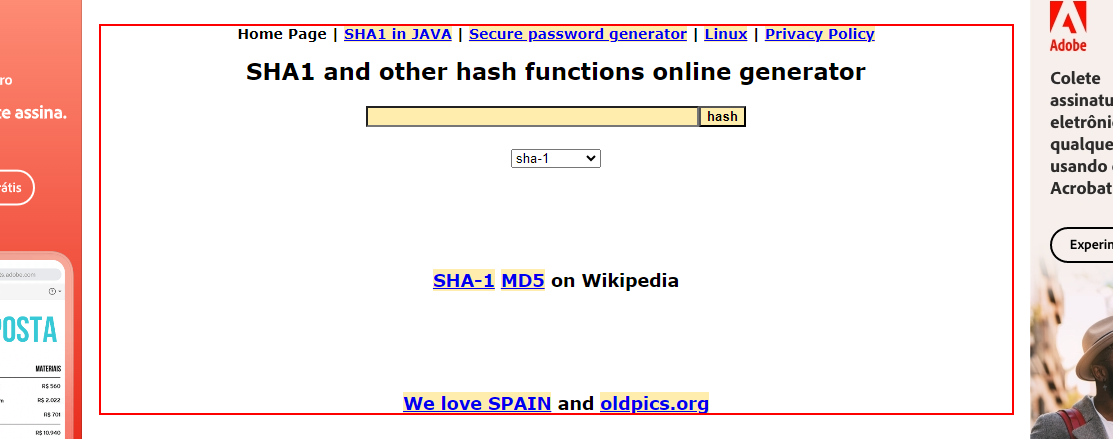 Home Page | SHA1 in JAVA | Secure password generator | Linux | Privacy Policy
SHA1 and other hash functions online generator
hash
sha-1
SHA-1 MD5 on Wikipedia
We love SPAIN and oldpics.org
ro
te assina.
rátis
adobe.com
POSTA
MATERIAIS
R$ 560
R$ 2.022
R$ 701
R$ 10.940
Adobe
Colete
assinatu
eletrôni
qualque
usando
Acrobat
Experin